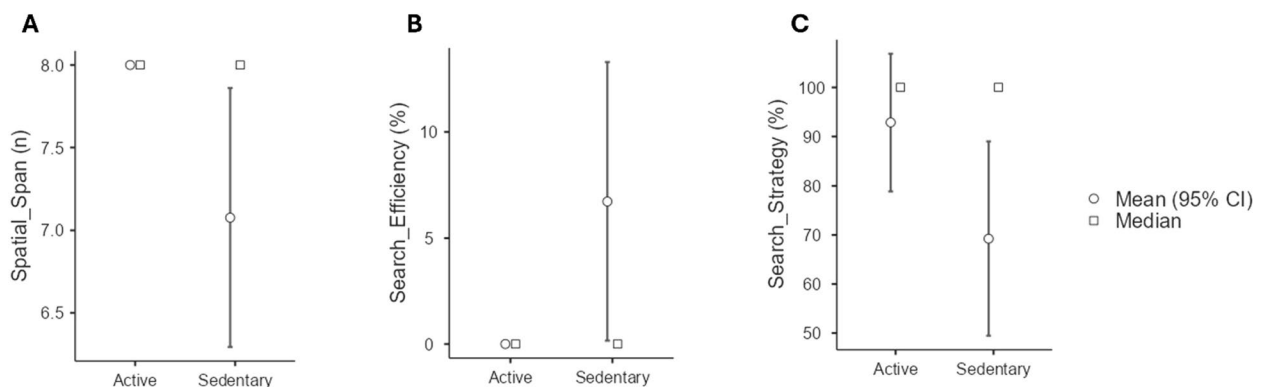 A
Spatial_Span (n)
8.0
7.5
7.0
6.5
Active
Sedentary
B
Search_Efficiency (%)
10
5
0
Active
Sedentary
C
Search_Strategy (%)
100
90
80
70
60
50
Active
Sedentary
Mean (95% CI)
Median